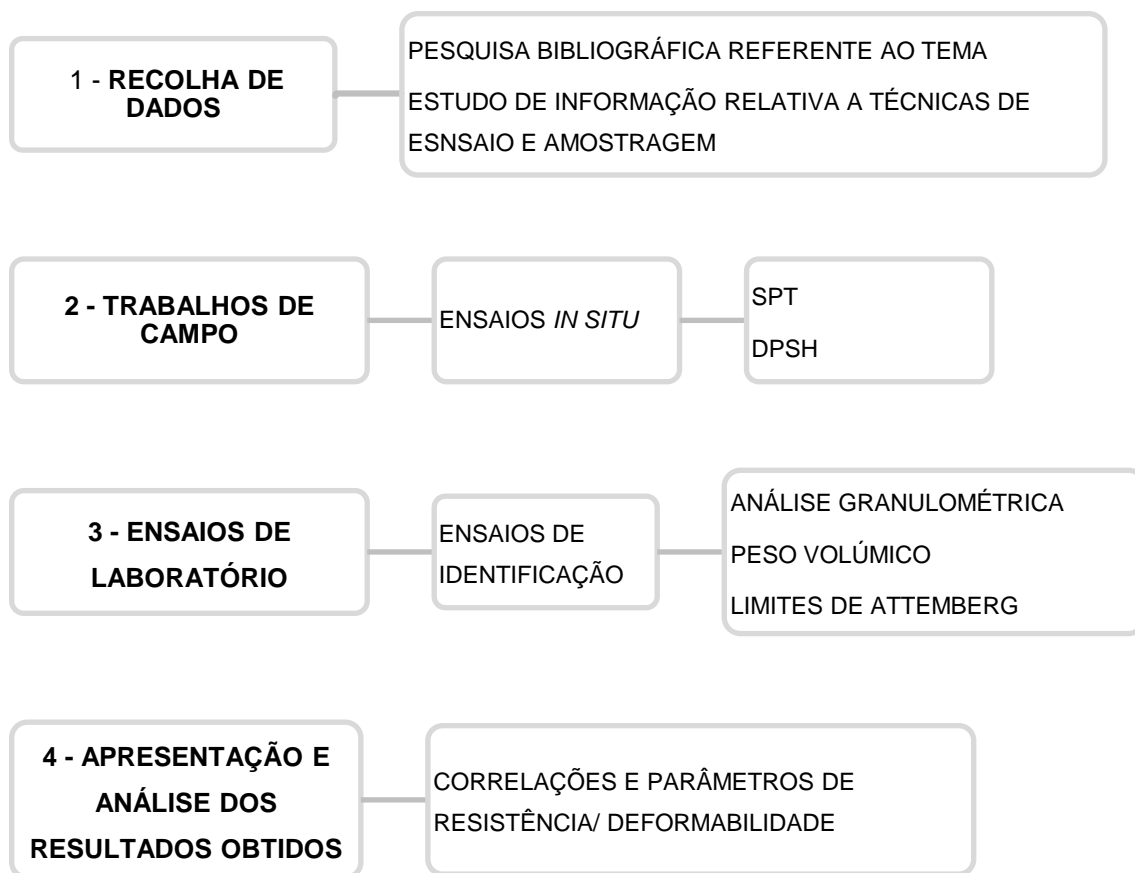 1 - RECOLHA DE
DADOS
PESQUISA BIBLIOGRÁFICA REFERENTE AO TEMA
ESTUDO DE INFORMAÇÃO RELATIVA A TÉCNICAS DE
ESNSAIO E AMOSTRAGEM
2 - TRABALHOS DE
CAMPO
ENSAIOS IN SITU
SPT
DPSH
3 - ENSAIOS DE
LABORATÓRIO
ENSAIOS DE
IDENTIFICAÇÃO
ANÁLISE GRANULOMÉTRICA
PESO VOLÚMICO
LIMITES DE ATTEMBERG
4 - APRESENTAÇÃO E
ANÁLISE DOS
RESULTADOS OBTIDOS
CORRELAÇÕES E PARÂMETROS DE
RESISTÊNCIA/ DEFORMABILIDADE